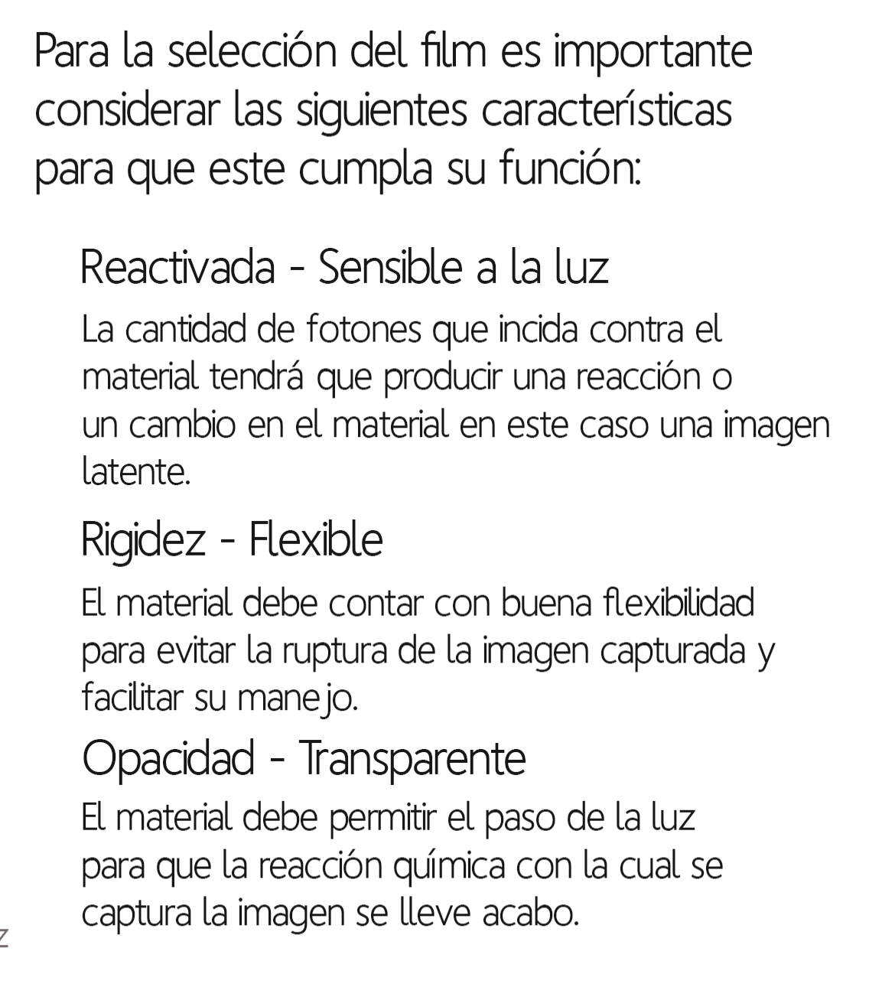 Para la selección del film es importante
considerar las siguientes características
para que este cumpla su función:
Reactivada - Sensible a la luz
La cantidad de fotones que incida contra el
material tendrá que producir una reacción o
un cambio en el material en este caso una imagen
latente.
Rigidez - Flexible
El material debe contar con buena flexibilidad
para evitar la ruptura de la imagen capturada y
facilitar su manejo.
Opacidad - Transparente
El material debe permitir el paso de la luz
para que la reacción química con la cual se
captura la imagen se lleve acabo.